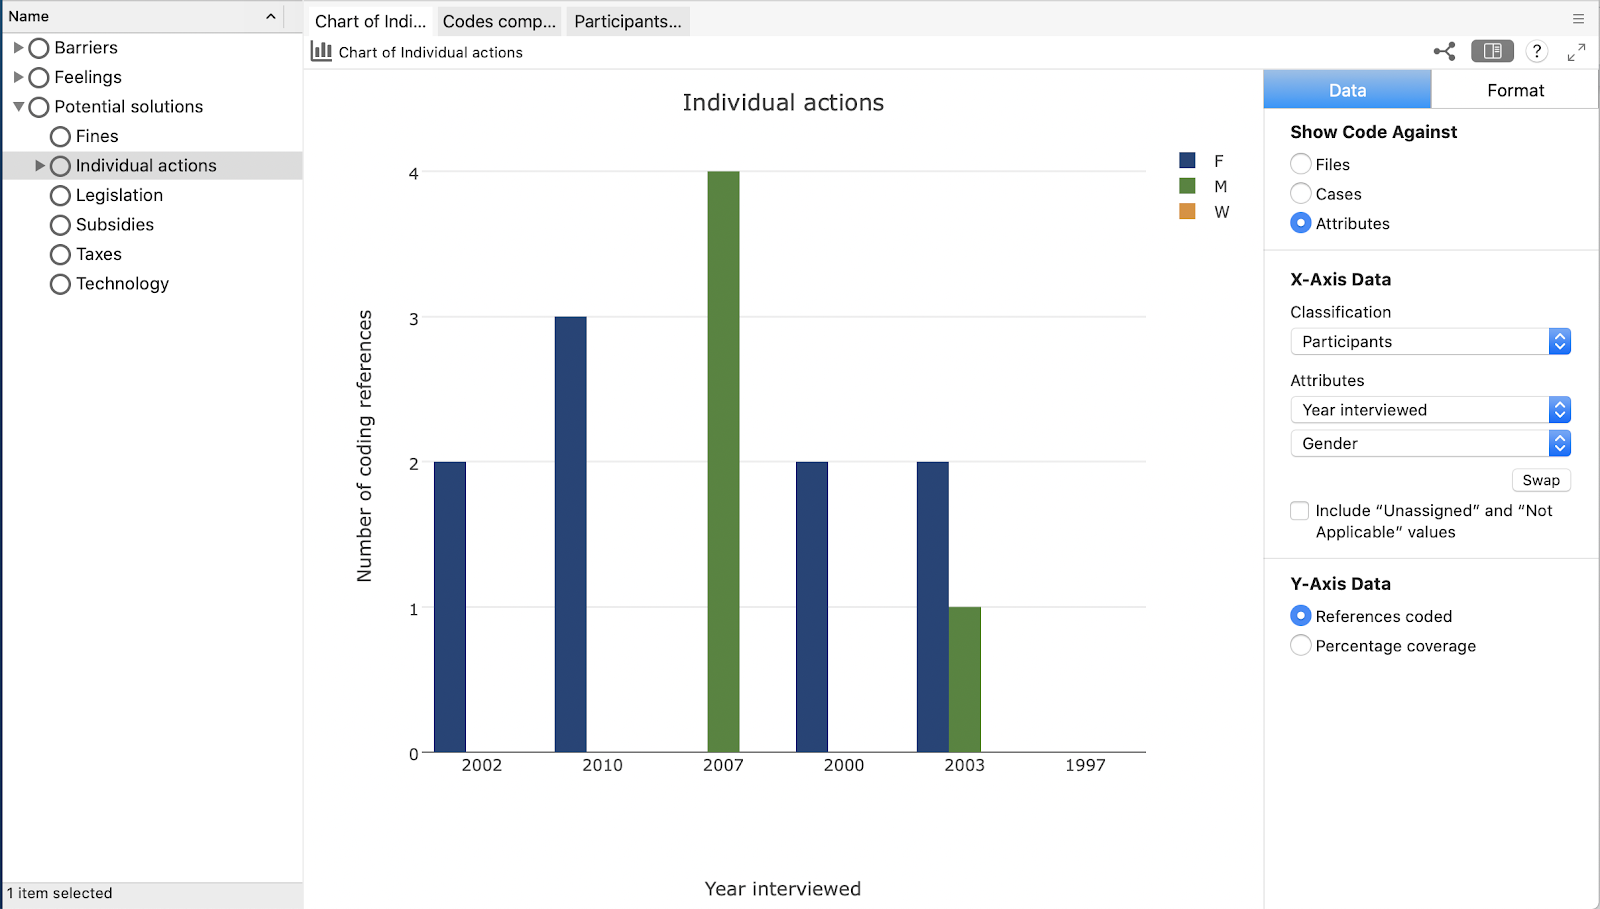 Name
Barriers
Feelings
Potential solutions
Fines
Individual actions
Legislation
Subsidies
Taxes
Technology
1 item selected
Chart of Indi... Codes comp... Participants...
Chart of Individual actions
?
Individual actions
F
M
W
Number of coding references
4
3
2
1
0
2002 2010 2007 2000 2003 1997
Year interviewed
Data Format
Show Code Against
Files
Cases
Attributes
X-Axis Data
Classification
Participants
Attributes
Year interviewed
Gender
Swap
Include “Unassigned” and “Not
Applicable” values
Y-Axis Data
References coded
Percentage coverage